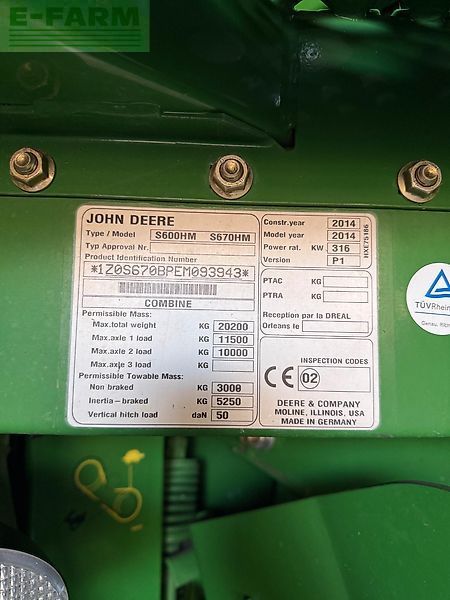 E-FARM
JOHN DEERE
Type / Model S600HM S670HM
Typ Approval Nr.
Product Identification Number
*1Z0S670BPEM093943*
COMBINE
Permissible Mass:
Max.total weight KG 20200
Max.axle 1 load KG 11500
Max.axle 2 load KG 10000
Max.axle 3 load KG
Permissible Towable Mass:
Non braked KG 3000
Inertia-braked KG 5250
Vertical hitch load daN 50
Constr.year 2014
Model year 2014
Power rat. KW 316
Version P1
HXE75186
PTAC KG
PTRA KG
Reception par la DREAL
Orleans le
INSPECTION CODES
CE 02
DEERE & COMPANY
MOLINE, ILLINOIS, USA
MADE IN GERMANY
TÜVRhein